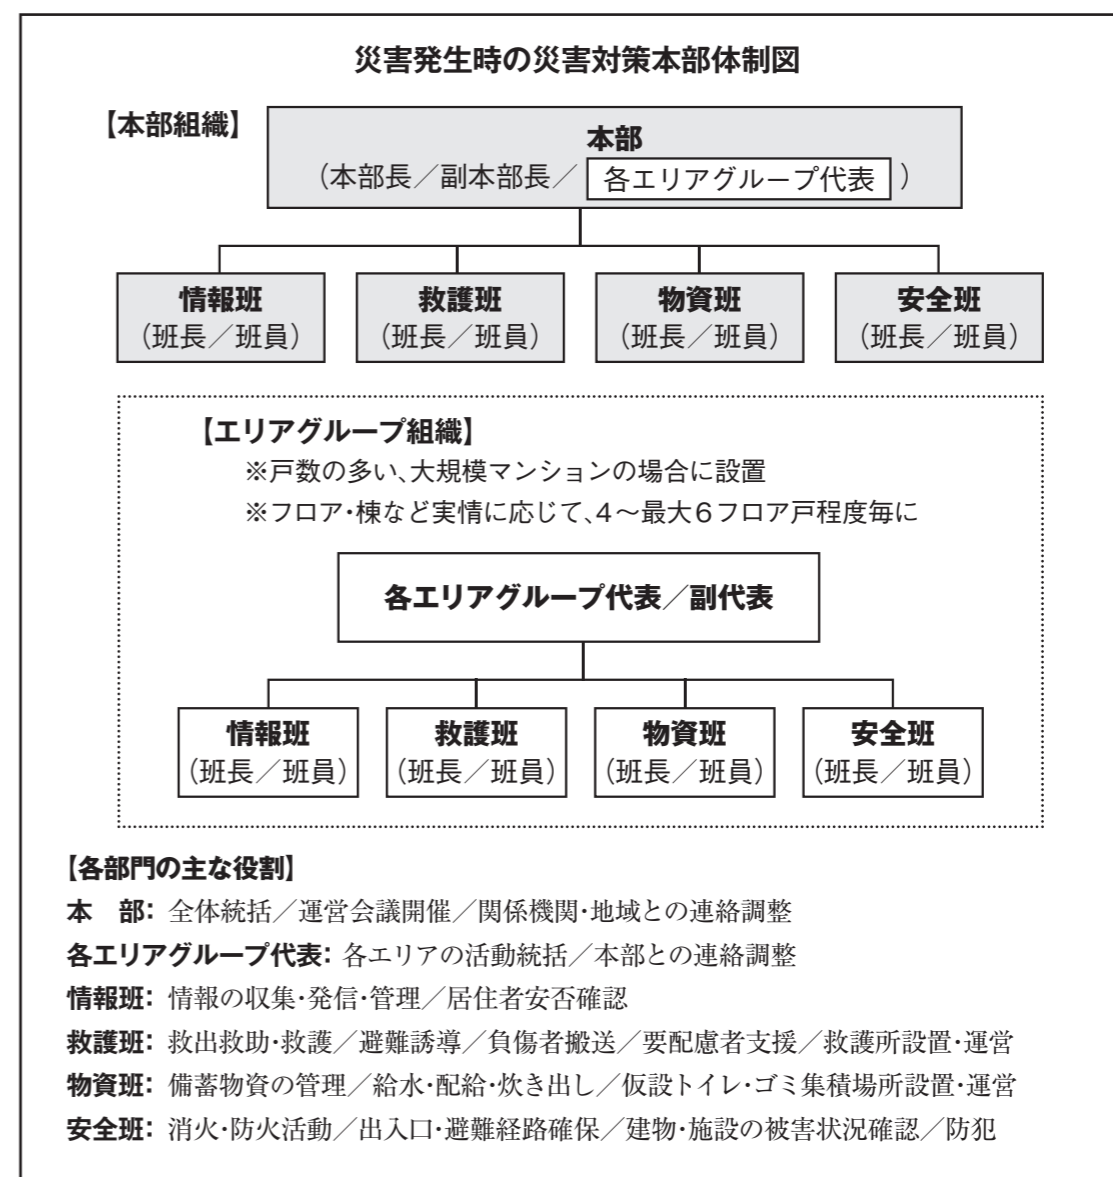 災害発生時の災害対策本部体制図
【本部組織】
本部
（本部長／副本部長／ 各エリアグループ代表 ）
情報班 救護班 物資班 安全班
（班長／班員） （班長／班員） （班長／班員） （班長／班員）
【エリアグループ組織】
※戸数の多い、大規模マンションの場合に設置
※フロア・棟など実情に応じて、4～最大6フロア戸程度毎に
各エリアグループ代表／副代表
情報班 救護班 物資班 安全班
（班長／班員） （班長／班員） （班長／班員） （班長／班員）
【各部門の主な役割】
本　部： 全体統括／運営会議開催／関係機関・地域との連絡調整
各エリアグループ代表： 各エリアの活動統括／本部との連絡調整
情報班： 情報の収集・発信・管理／居住者安否確認
救護班： 救出救助・救護／避難誘導／負傷者搬送／要配慮者支援／救護所設置・運営
物資班： 備蓄物資の管理／給水・配給・炊き出し／仮設トイレ・ゴミ集積場所設置・運営
安全班： 消火・防火活動／出入口・避難経路確保／建物・施設の被害状況確認／防犯